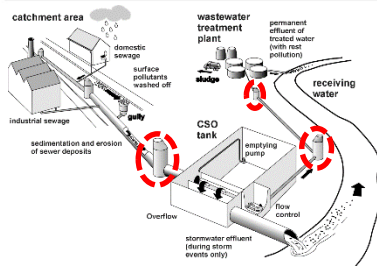 catchment area
domestic
sewage
surface
pollutants
washed off
gully
industrial sewage
sedimentation and erosion
of sewer deposits
wastewater
treatment
plant
permanent
effluent of
treated water
(with rest
pollution)
sludge
receiving
water
CSO
tank
emptying
pump
flow
control
Overflow
stormwater effluent
(during storm
events only)